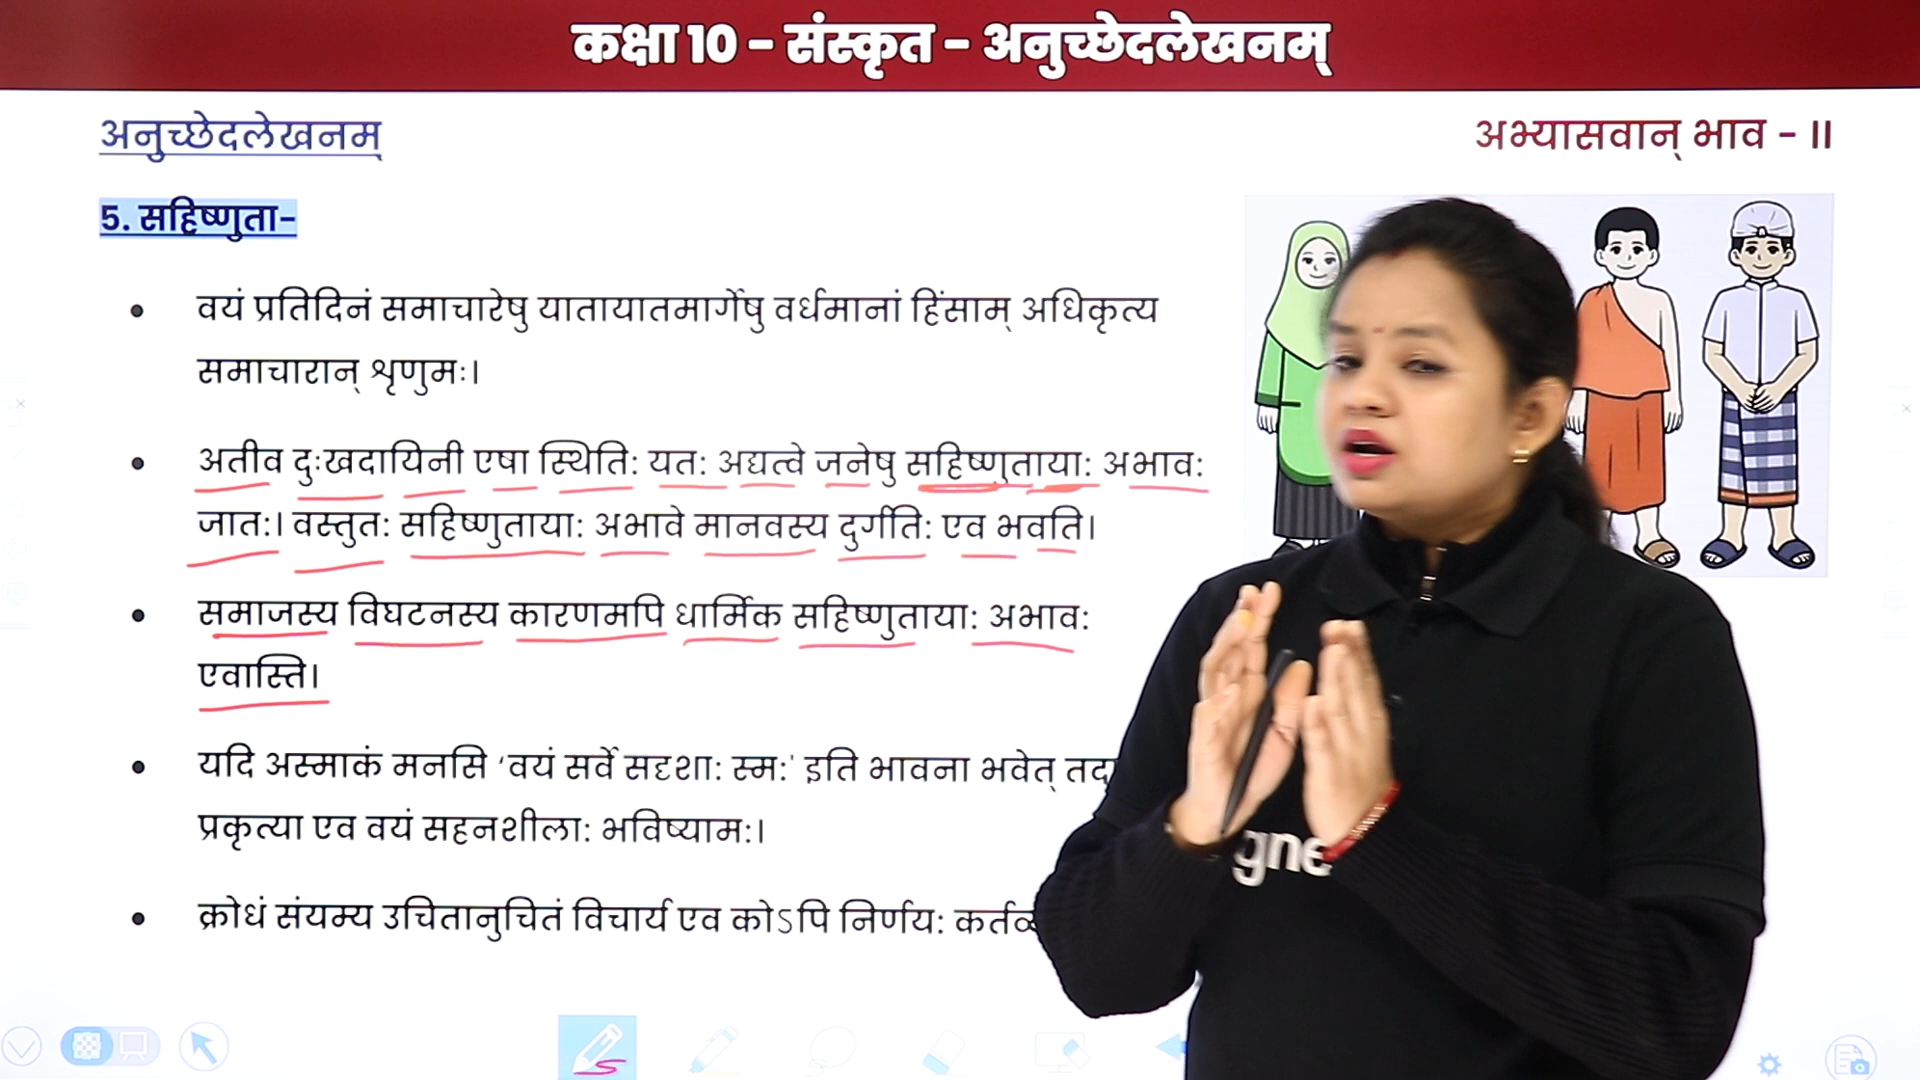 कक्षा 10 - संस्कृत - अनुच्छेदलेखनम्
अनुच्छेदलेखनम्
अभ्यासवान् भाव - II
5. सहिष्णुता-
• वयं प्रतिदिनं समाचारेषु यातायातमार्गेषु वर्धमानां हिंसाम् अधिकृत्य
समाचारान् श्रृणुमः।
• अतीव दुःखदायिनी एषा स्थितिः यतः अद्यत्वे जनेषु सहिष्णुतायाः अभावः
जातः। वस्तुतः सहिष्णुतायाः अभावे मानवस्य दुर्गतिः एव भवति।
• समाजस्य विघटनस्य कारणमपि धार्मिक सहिष्णुतायाः अभावः
एवास्ति।
• यदि अस्माकं मनसि ‘वयं सर्वे सदृशाः स्मः' इति भावना भवेत्
प्रकृत्या एव वयं सहनशीलाः भविष्यामः।
• क्रोधं संयम्य उचितानुचितं विचार्य एव कोऽपि निर्णयः